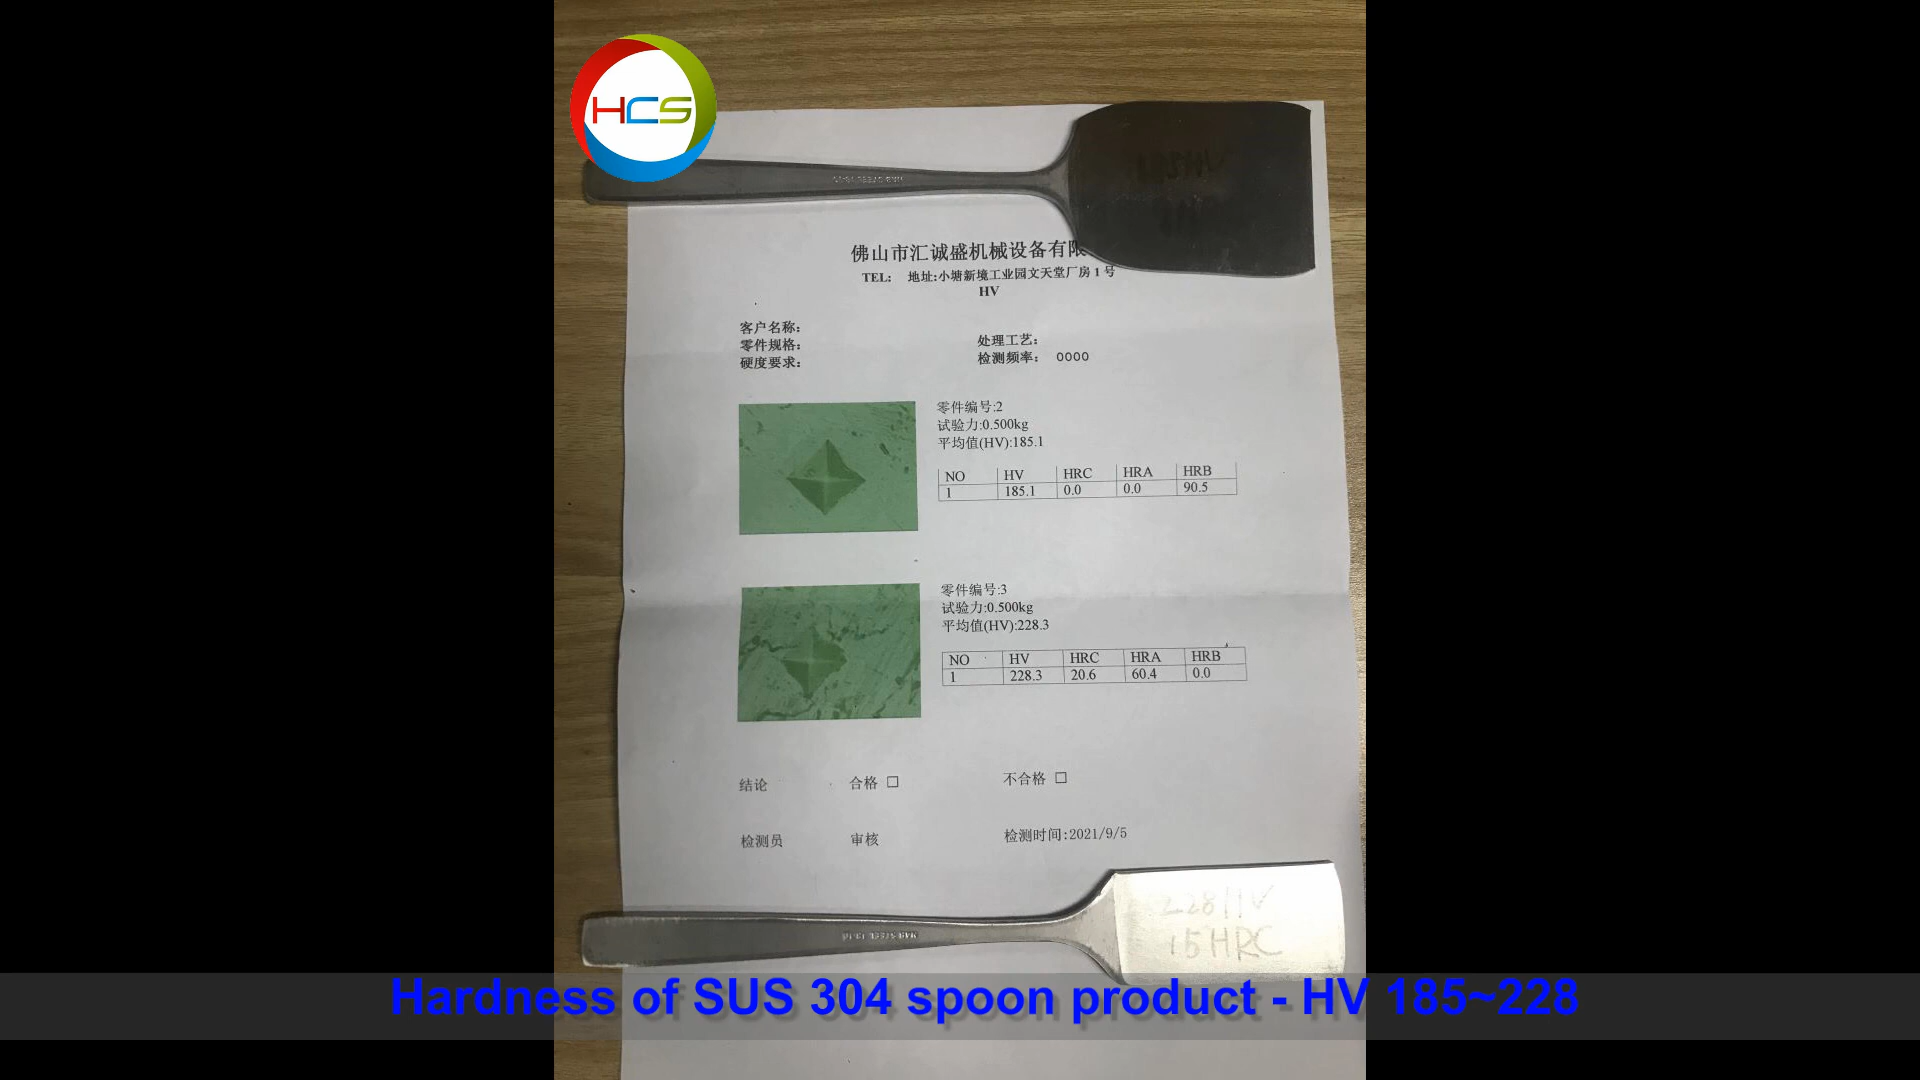 HCS
佛山市汇诚盛机械设备有限
TEL: 地址:小塘新境工业园文天堂厂房1号
HV
客户名称:
零件规格:
硬度要求:
处理工艺:
检测频率: 0000
零件编号:2
试验力:0.500kg
平均值(HV):185.1
NO HV HRC HRA HRB
1 185.1 0.0 0.0 90.5
零件编号:3
试验力:0.500kg
平均值(HV):228.3
NO HV HRC HRA HRB
1 228.3 20.6 60.4 0.0
结论 合格 □ 不合格 □
检测员 审核 检测时间:2021/9/5
228HV
15HRC
Hardness of SUS 304 spoon product - HV 185~228